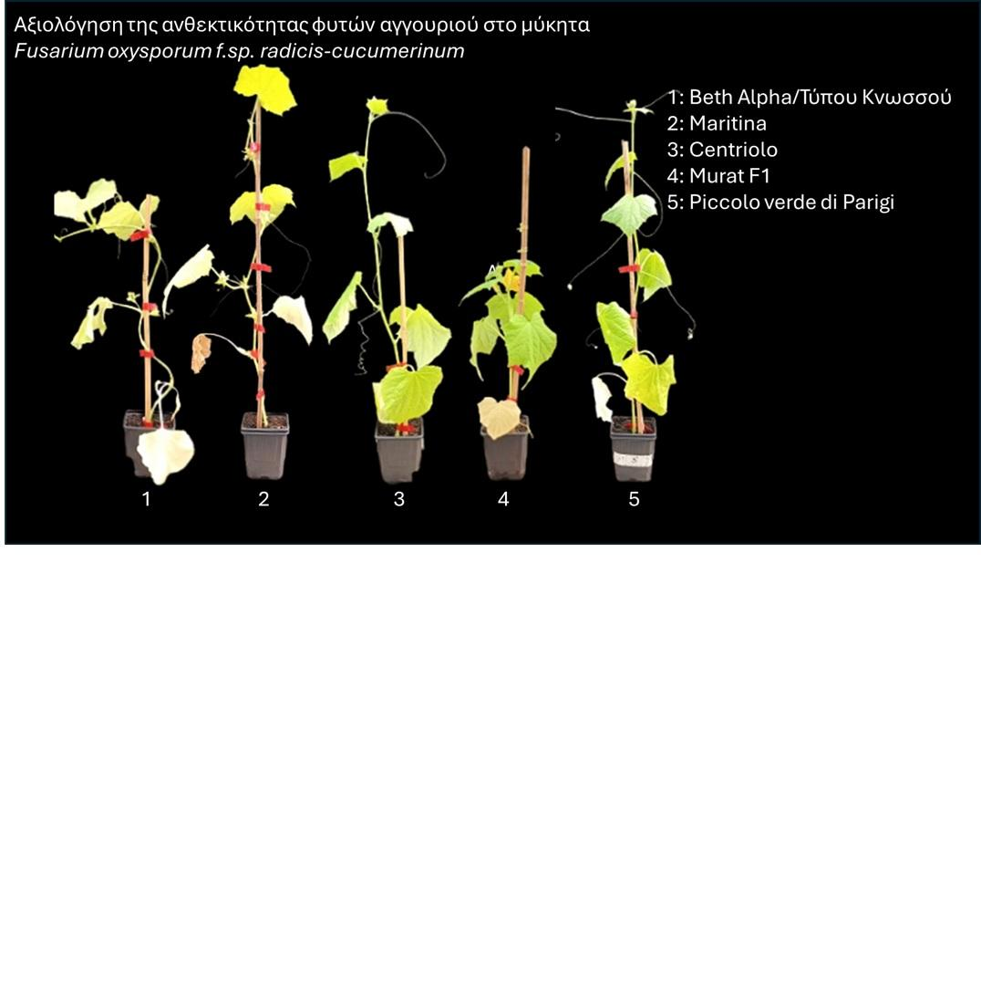 Αξιολόγηση της ανθεκτικότητας φυτών αγγουριού στο μύκητα
Fusarium oxysporum f.sp. radicis-cucumerinum
1: Beth Alpha/Τύπου Κνωσσού
2: Maritina
3: Centriolo
4: Murat F1
5: Piccolo verde di Parigi
1 2 3 4 5